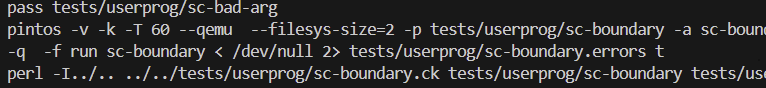 pass tests/userprog/sc-bad-arg
pintos -v -k -T 60 --qemu  --filesys-size=2 -p tests/userprog/sc-boundary -a sc-boun
-q  -f run sc-boundary < /dev/null 2> tests/userprog/sc-boundary.errors t
perl -I../.. ../../tests/userprog/sc-boundary.ck tests/userprog/sc-boundary tests/us